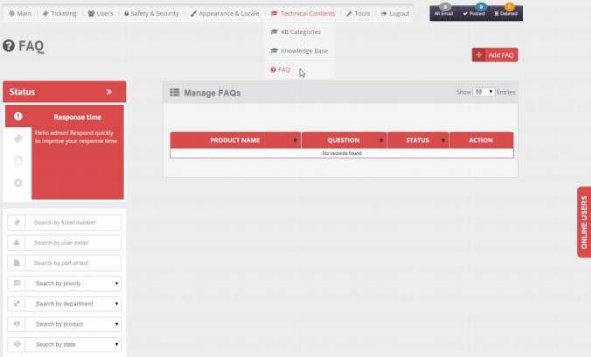 Main Ticketing Users Safety & Security Appearance & Locale Technical Contents Tools Logout
All Email Posted Deleted
KB Categories
Knowledge Base
FAQ
FAQ
Add FAQ
Status »
Response time
Hello admin! Respond quickly
to improve your response time
Manage FAQs
Show 10 Entries
PRODUCT NAME QUESTION STATUS ACTION
No records found
ONLINE USERS
Search by ticket number
Search by user email
Search by part of text
Search by priority
Search by department
Search by product
Search by state